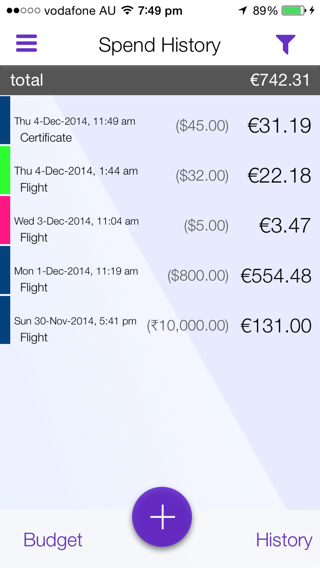 vodafone AU 7:49 pm 89%
Spend History
total €742.31
Thu 4-Dec-2014, 11:49 am ($45.00) €31.19
Certificate
Thu 4-Dec-2014, 1:44 am ($32.00) €22.18
Flight
Wed 3-Dec-2014, 11:04 am ($5.00) €3.47
Flight
Mon 1-Dec-2014, 11:19 am ($800.00) €554.48
Flight
Sun 30-Nov-2014, 5:41 pm (₹10,000.00) €131.00
Flight
Budget + History